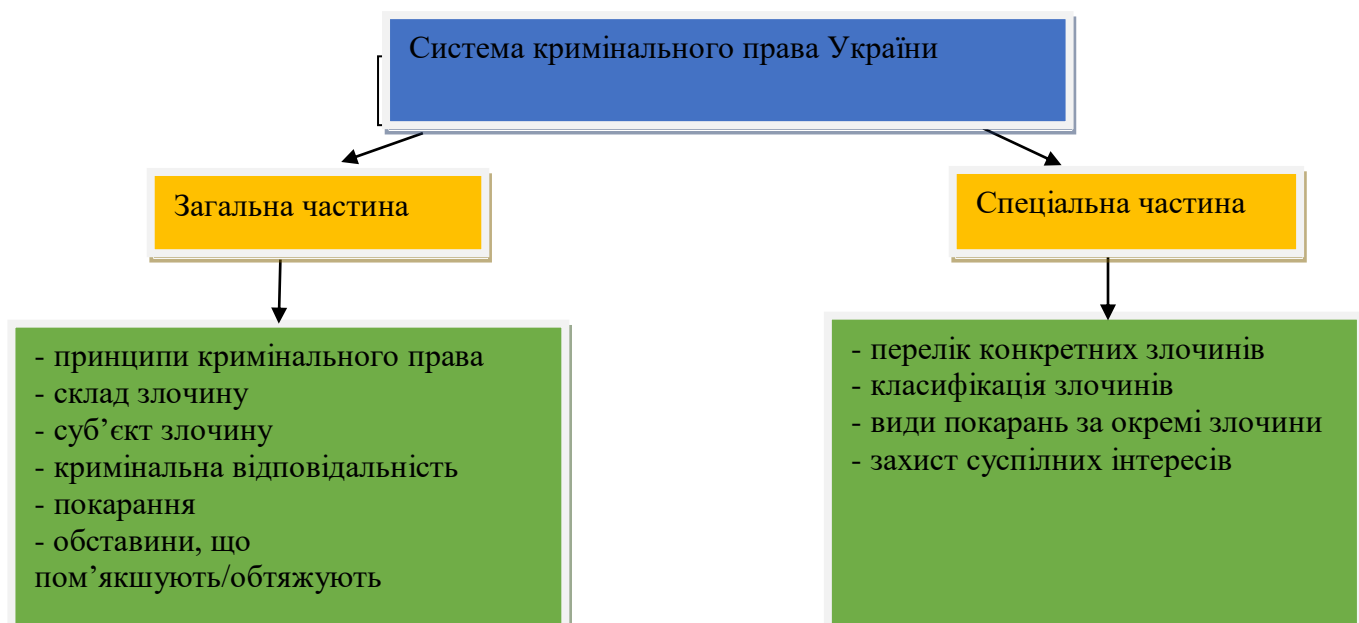 Система кримінального права України
Загальна частина
Спеціальна частина
- принципи кримінального права
- склад злочину
- суб’єкт злочину
- кримінальна відповідальність
- покарання
- обставини, що
пом’якшують/обтяжують
- перелік конкретних злочинів
- класифікація злочинів
- види покарань за окремі злочини
- захист суспілних інтересів